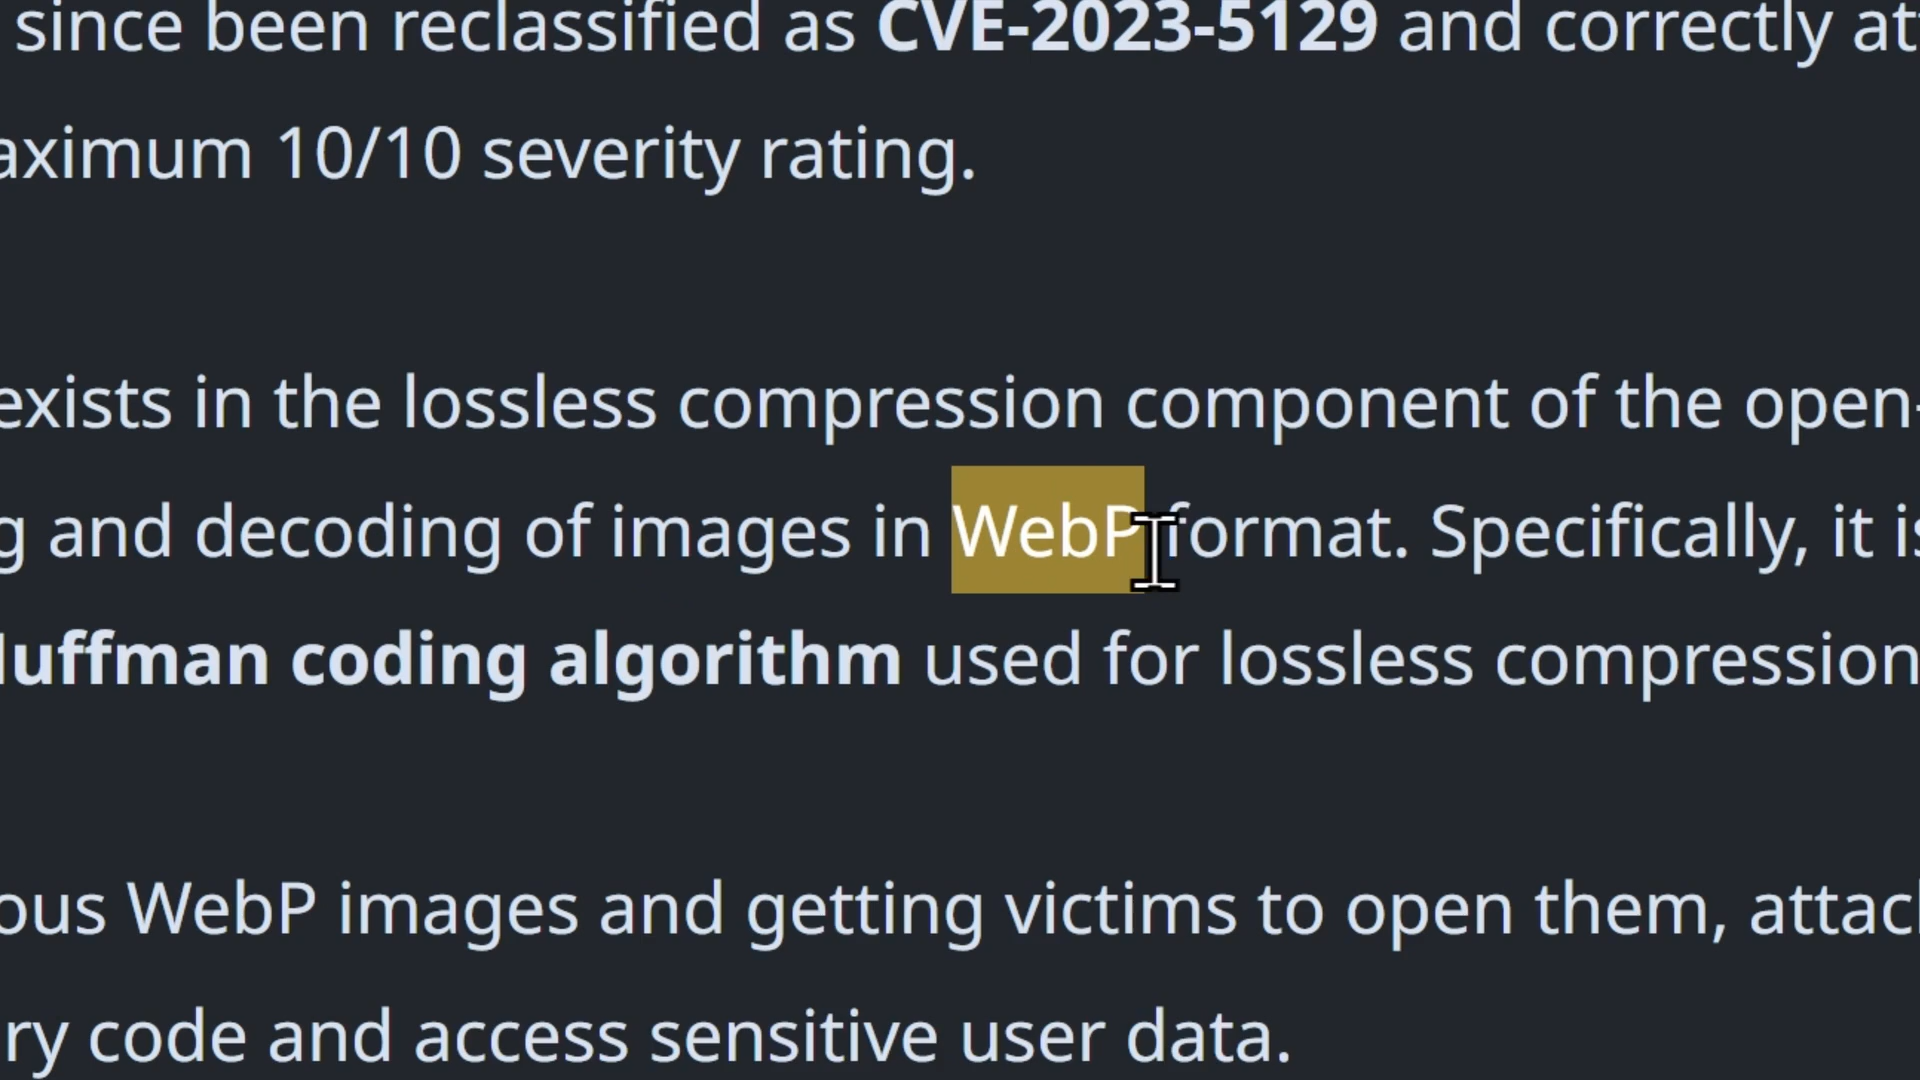 since been reclassified as CVE-2023-5129 and correctly at
aximum 10/10 severity rating.
exists in the lossless compression component of the open-
g and decoding of images in WebP format. Specifically, it is
uffman coding algorithm used for lossless compression
ous WebP images and getting victims to open them, attac
ry code and access sensitive user data.